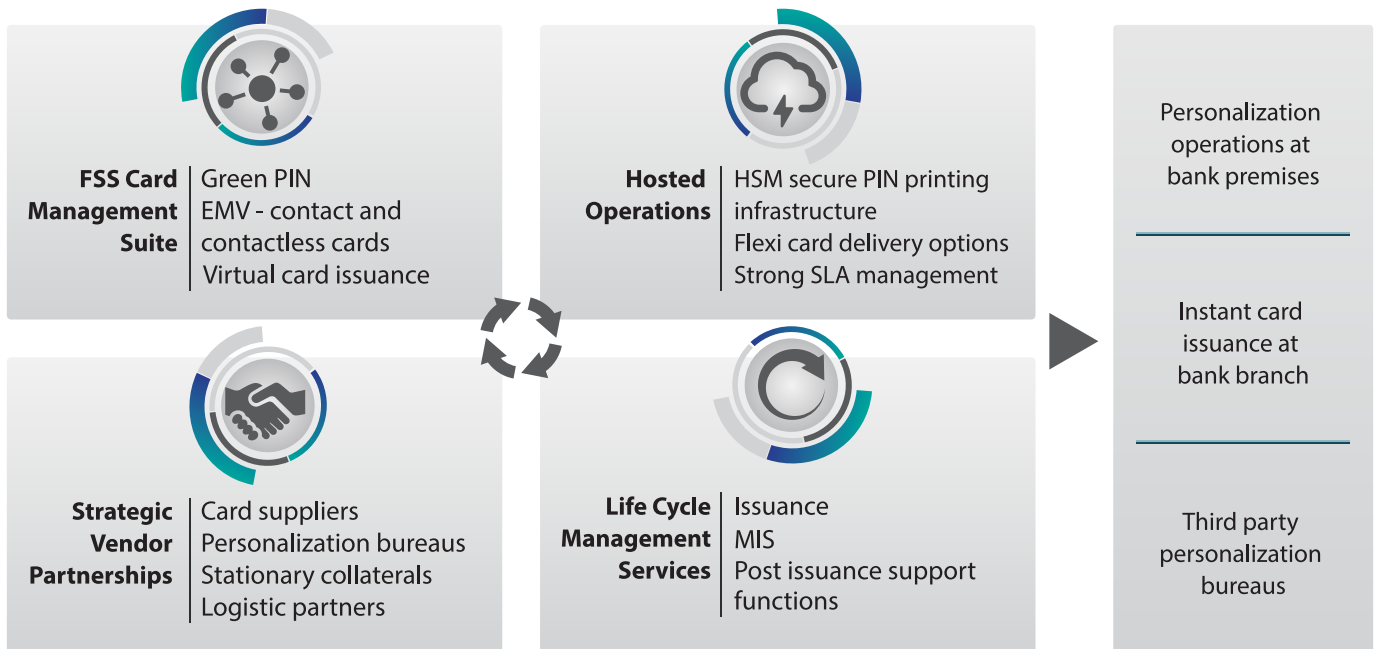 FSS Card
Management
Suite
Green PIN
EMV - contact and
contactless cards
Virtual card issuance
Hosted
Operations
HSM secure PIN printing
infrastructure
Flexi card delivery options
Strong SLA management
Strategic
Vendor
Partnerships
Card suppliers
Personalization bureaus
Stationary collaterals
Logistic partners
Life Cycle
Management
Services
Issuance
MIS
Post issuance support
functions
Personalization
operations at
bank premises
Instant card
issuance at
bank branch
Third party
personalization
bureaus